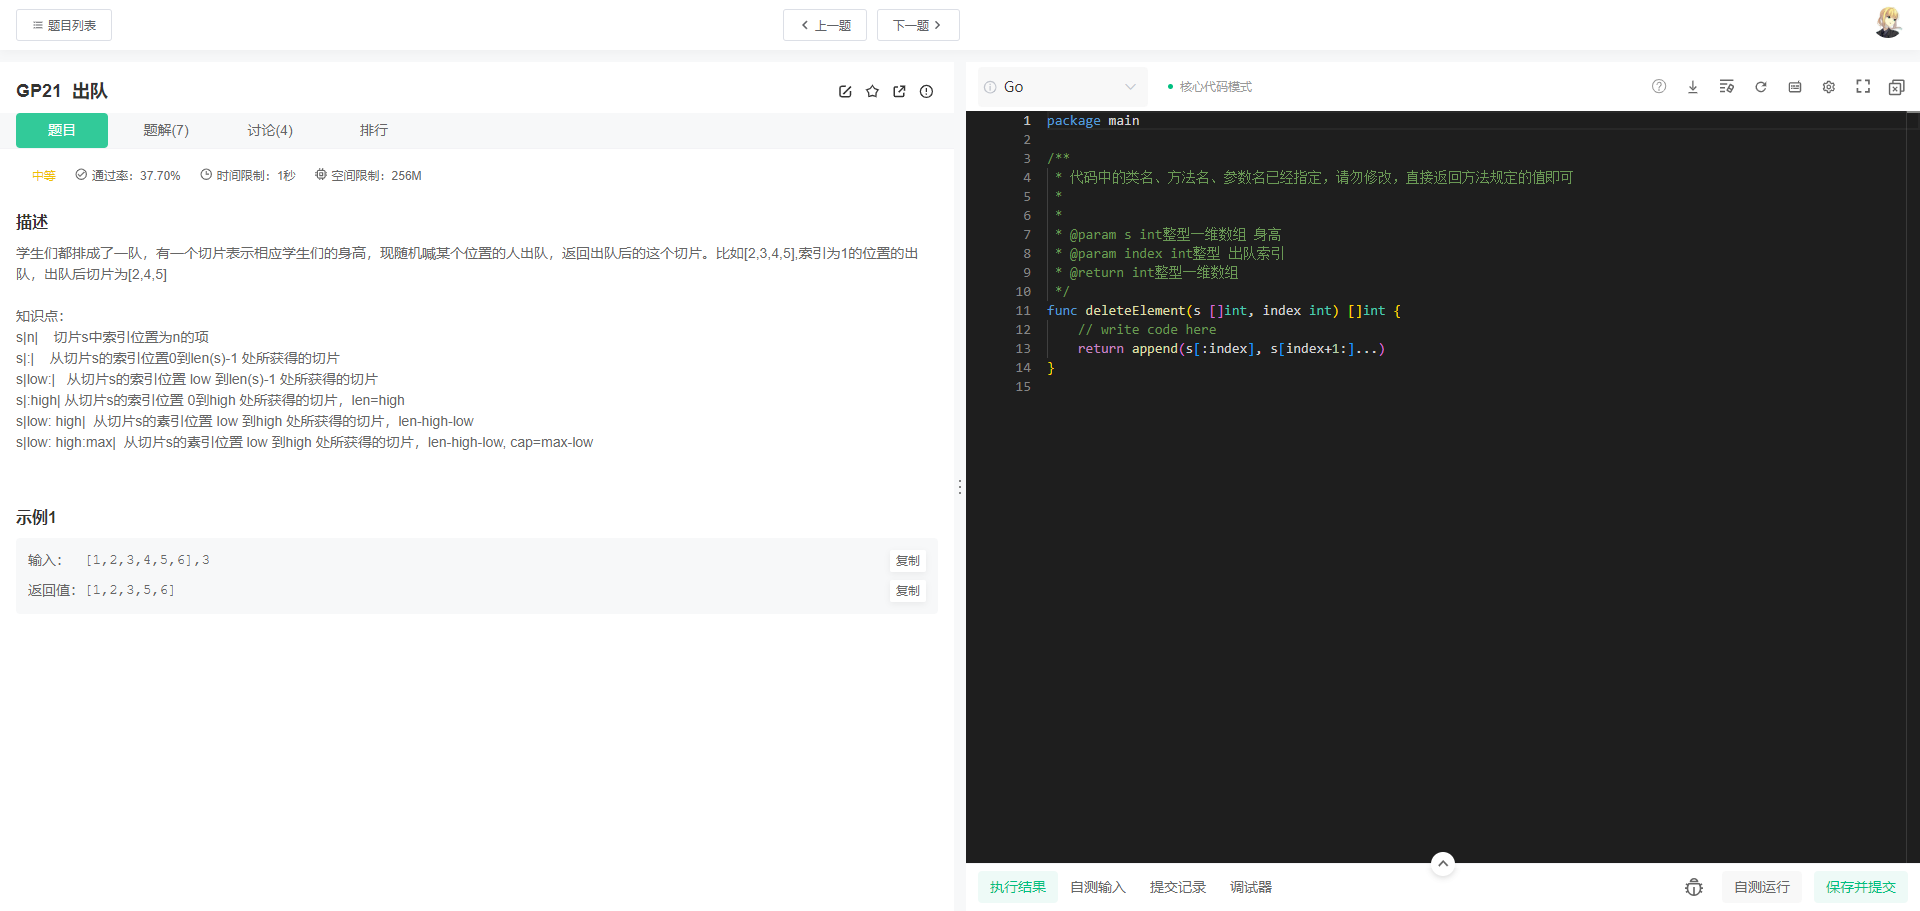 题目列表
上一题
下一题
GP21 出队
题目
题解(7)
讨论(4)
排行
中等
通过率：37.70%
时间限制：1秒
空间限制：256M
描述
学生们都排成了一队，有一个切片表示相应学生们的身高，现随机喊某个位置的人出队，返回出队后的这个切片。比如[2,3,4,5],索引为1的位置的出
队，出队后切片为[2,4,5]
知识点：
s|n| 切片s中索引位置为n的项
s|:| 从切片s的索引位置0到len(s)-1 处所获得的切片
s|low:| 从切片s的索引位置 low 到len(s)-1 处所获得的切片
s|:high| 从切片s的索引位置 0到high 处所获得的切片，len=high
s|low: high| 从切片s的素引位置 low 到high 处所获得的切片，len-high-low
s|low: high:max| 从切片s的素引位置 low 到high 处所获得的切片，len-high-low, cap=max-low
示例1
输入： [1,2,3,4,5,6],3
复制
返回值：[1,2,3,5,6]
复制
Go
核心代码模式
1 package main
2
3 /**
4 * 代码中的类名、方法名、参数名已经指定，请勿修改，直接返回方法规定的值即可
5 *
6 *
7 * @param s int整型一维数组 身高
8 * @param index int整型 出队索引
9 * @return int整型一维数组
10 */
11 func deleteElement(s []int, index int) []int {
12 // write code here
13 return append(s[:index], s[index+1:]...)
14 }
15
执行结果
自测输入
提交记录
调试器
自测运行
保存并提交